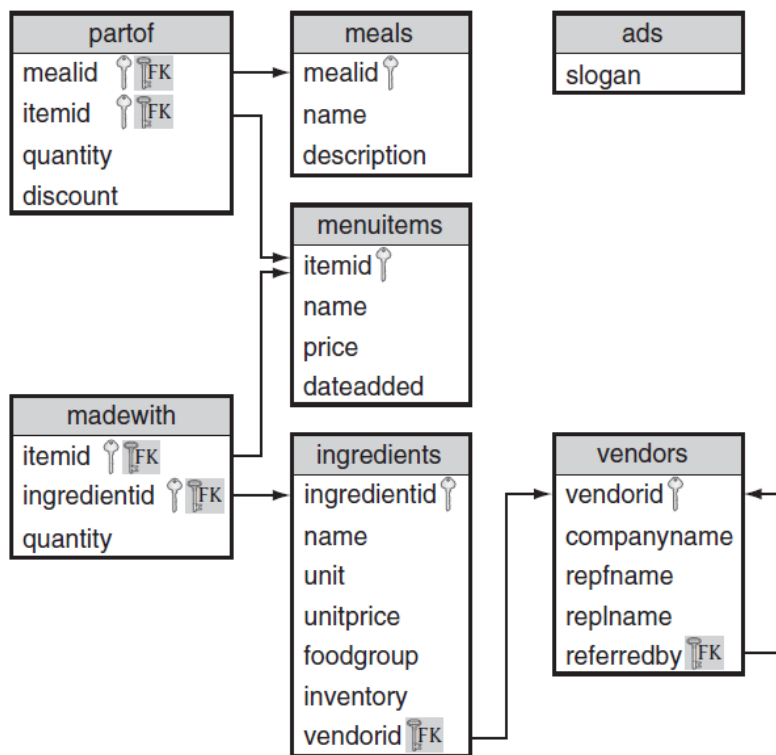 partof
mealid FK
itemid FK
quantity
discount
meals
mealid
name
description
ads
slogan
menuitems
itemid
name
price
dateadded
madewith
itemid FK
ingredientid FK
quantity
ingredients
ingredientid
name
unit
unitprice
foodgroup
inventory
vendorid FK
vendors
vendorid
companyname
repfname
replname
referredby FK